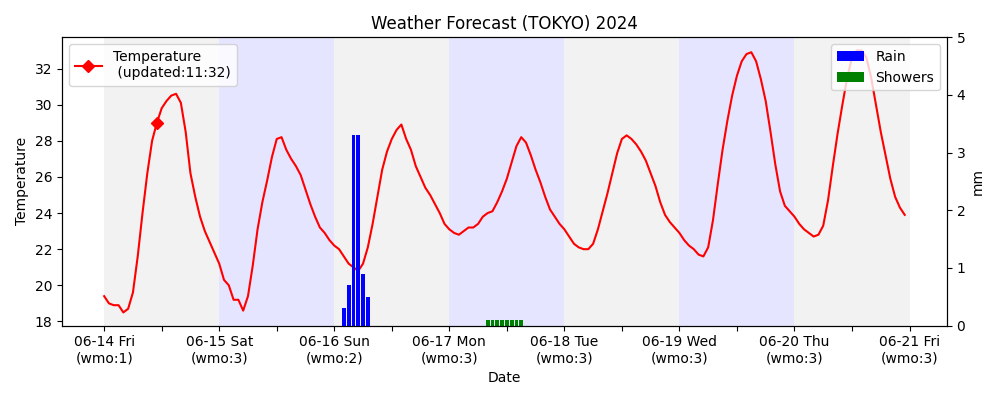 Weather Forecast (TOKYO) 2024
Temperature
(updated:11:32)
Rain
Showers
Temperature
32
30
28
26
24
22
20
18
5
4
3
2
1
0
mm
06-14 Fri
(wmo:1)
06-15 Sat
(wmo:3)
06-16 Sun
(wmo:2)
06-17 Mon
(wmo:3)
06-18 Tue
(wmo:3)
06-19 Wed
(wmo:3)
06-20 Thu
(wmo:3)
06-21 Fri
(wmo:3)
Date